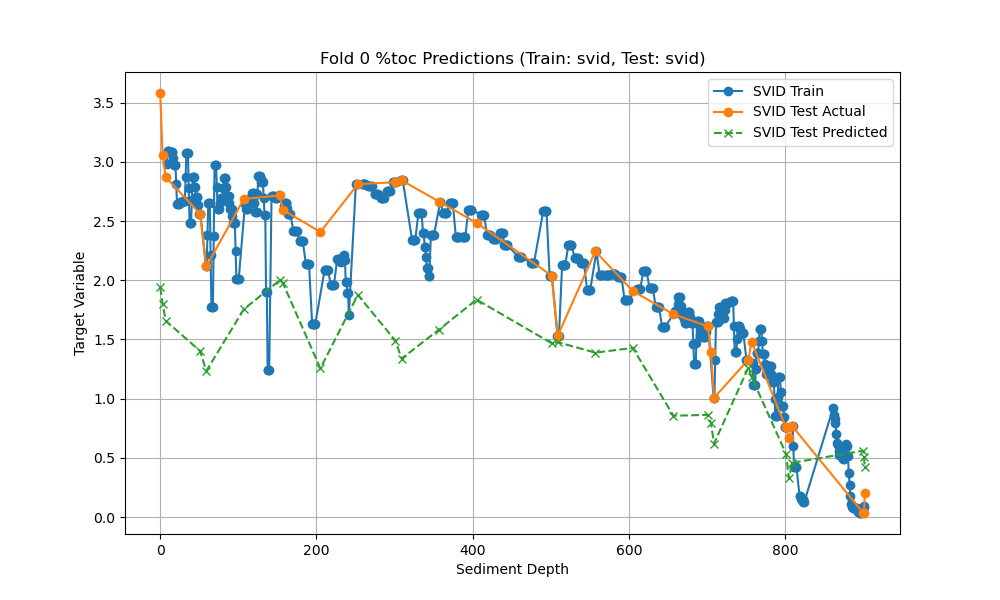 Fold 0 %toc Predictions (Train: svid, Test: svid)
SVID Train
SVID Test Actual
SVID Test Predicted
Target Variable
3.5
3.0
2.5
2.0
1.5
1.0
0.5
0.0
0
200
400
600
800
Sediment Depth